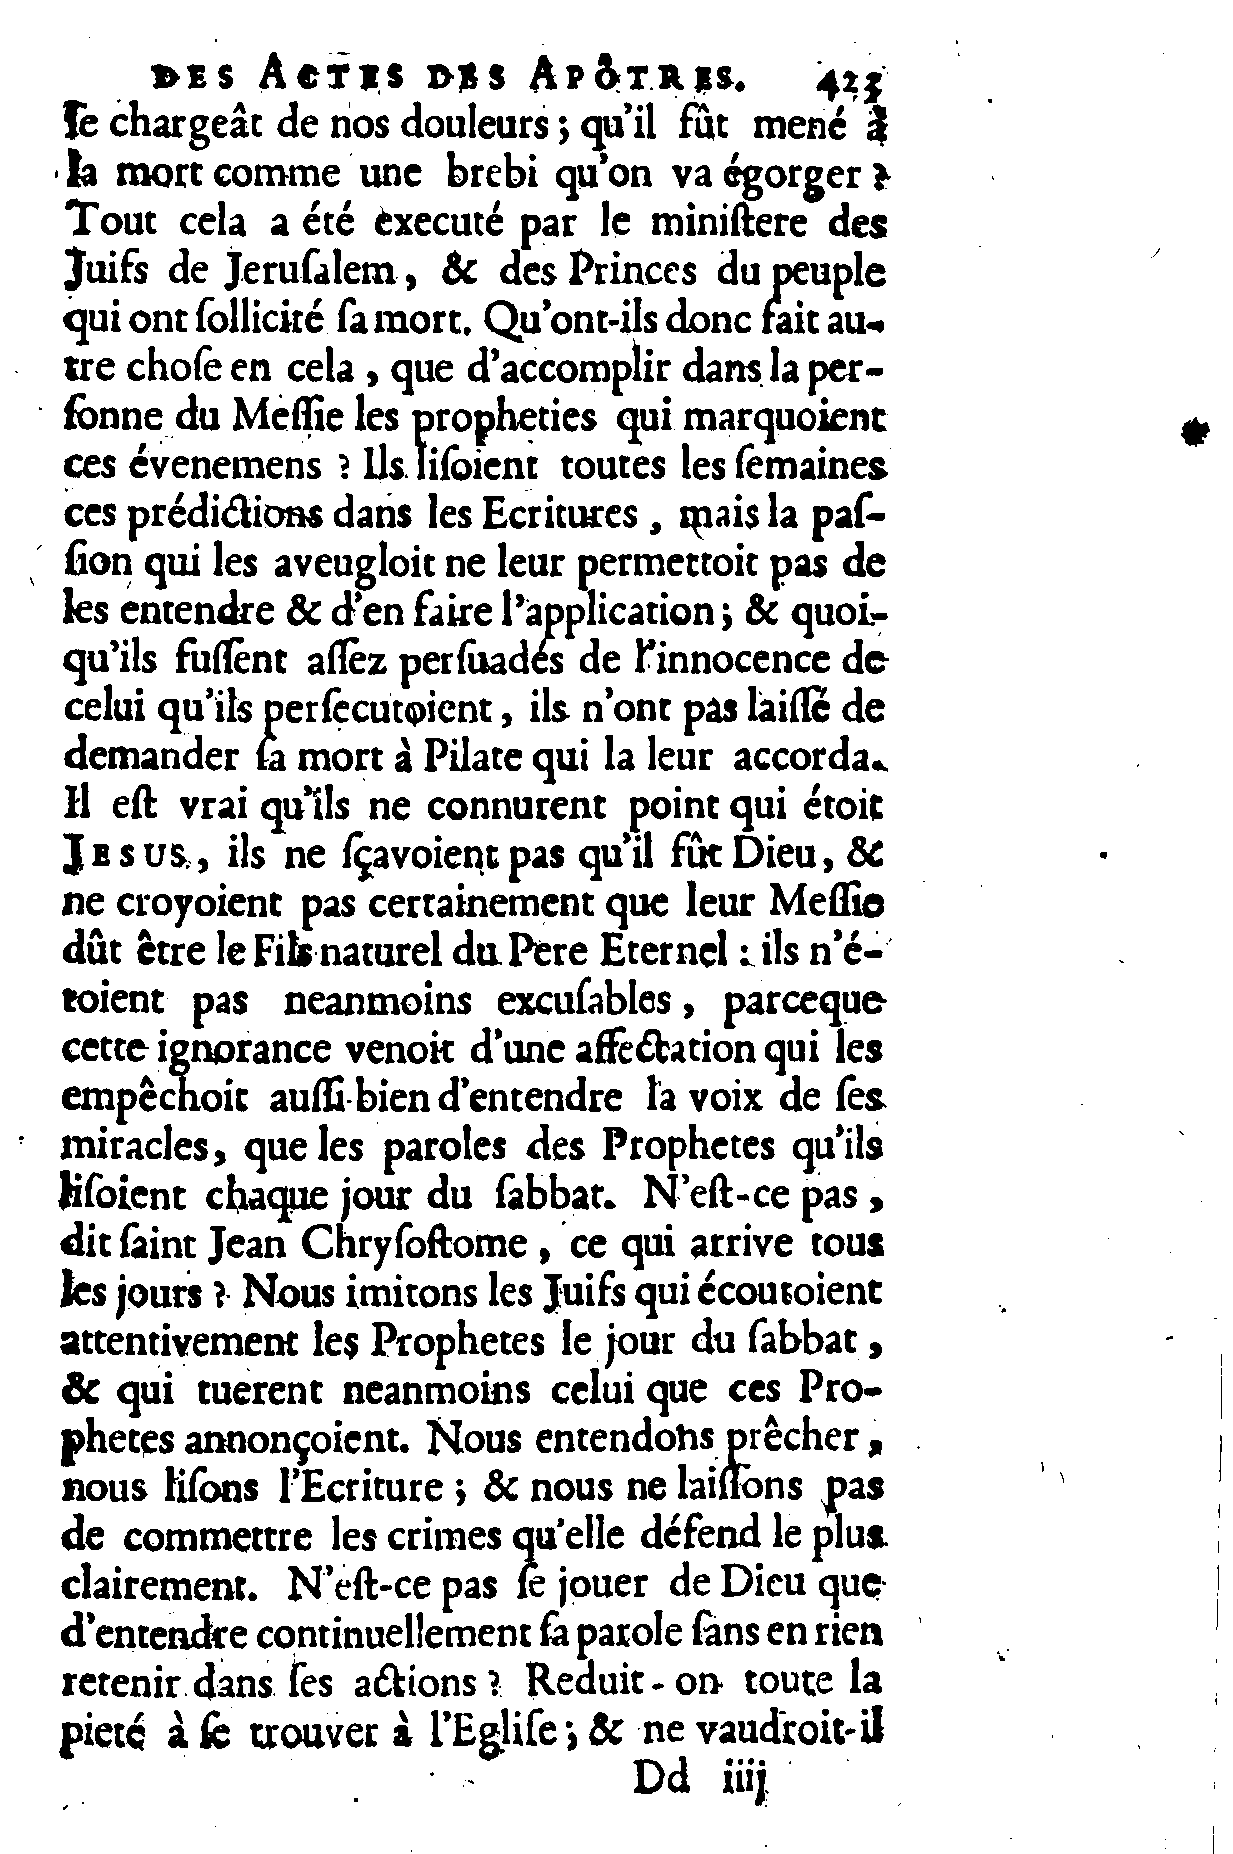 DES ACTES DES APÔTRES. 423
ſe chargeât de nos douleurs ; qu'il fût mené à
la mort comme une brebi qu'on va égorger ?
Tout cela a été executé par le miniſtere des
Juifs de Jeruſalem, & des Princes du peuple
qui ont ſollicité ſa mort. Qu'ont-ils donc fait au-
tre choſe en cela, que d'accomplir dans la per-
ſonne du Meſſie les propheties qui marquoient
ces évenemens ? Ils liſoient toutes les ſemaines
ces prédictions dans les Ecritures, mais la paſ-
ſion qui les aveugloit ne leur permettoit pas de
les entendre & d'en faire l'application ; & quoi-
qu'ils fuſſent aſſez perſuadés de l'innocence de
celui qu'ils perſecutoient, ils n'ont pas laiſſé de
demander ſa mort à Pilate qui la leur accorda.
Il eſt vrai qu'ils ne connurent point qui étoit
JESUS, ils ne ſçavoient pas qu'il fût Dieu, &
ne croyoient pas certainement que leur Meſſie
dût être le Fils naturel du Pere Eternel : ils n'é-
toient pas neanmoins excuſables, parceque
cette ignorance venoit d'une affectation qui les
empêchoit auſſi-bien d'entendre la voix de ſes
miracles, que les paroles des Prophetes qu'ils
liſoient chaque jour du ſabbat. N'eſt-ce pas,
dit ſaint Jean Chryſoſtome, ce qui arrive tous
les jours ? Nous imitons les Juifs qui écoutoient
attentivement les Prophetes le jour du ſabbat,
& qui tuerent neanmoins celui que ces Pro-
phetes annonçoient. Nous entendons prêcher,
nous liſons l'Ecriture ; & nous ne laiſſons pas
de commettre les crimes qu'elle défend le plus
clairement. N'eſt-ce pas ſe jouer de Dieu que
d'entendre continuellement ſa parole ſans en rien
retenir dans ſes actions ? Reduit-on toute la
pieté à ſe trouver à l'Egliſe ; & ne vaudroit-il
Dd iiij